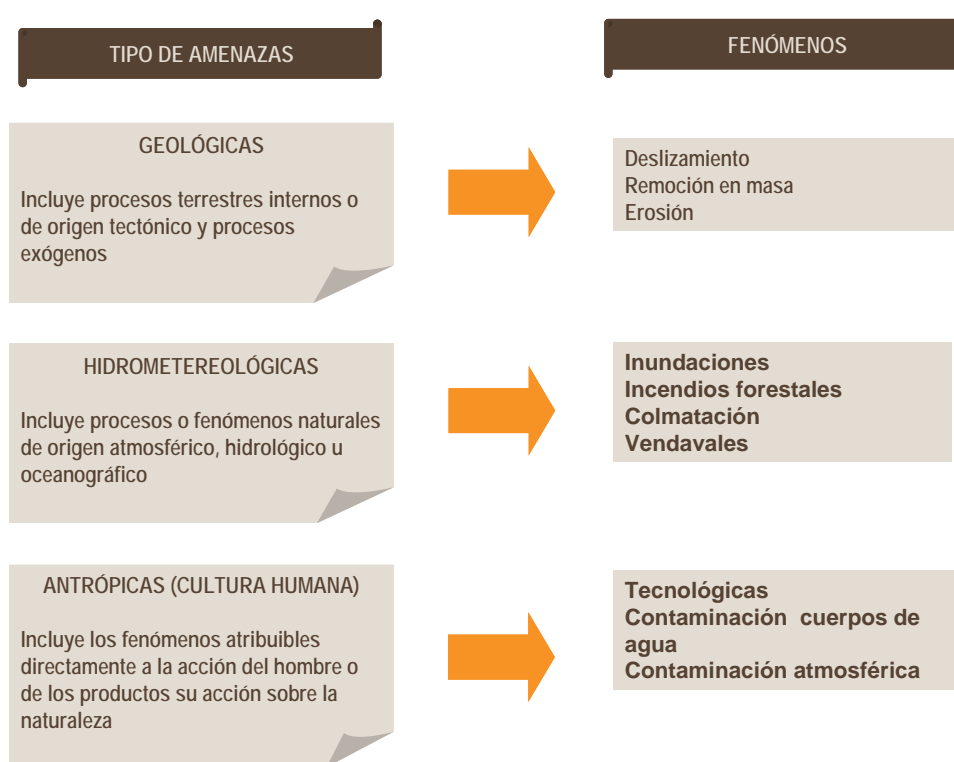 TIPO DE AMENAZAS
FENÓMENOS
GEOLÓGICAS
Incluye procesos terrestres internos o
de origen tectónico y procesos
exógenos
Deslizamiento
Remoción en masa
Erosión
HIDROMETEREOLÓGICAS
Incluye procesos o fenómenos naturales
de origen atmosférico, hidrológico u
oceanográfico
Inundaciones
Incendios forestales
Colmatación
Vendavales
ANTRÓPICAS (CULTURA HUMANA)
Incluye los fenómenos atribuibles
directamente a la acción del hombre o
de los productos su acción sobre la
naturaleza
Tecnológicas
Contaminación cuerpos de
agua
Contaminación atmosférica